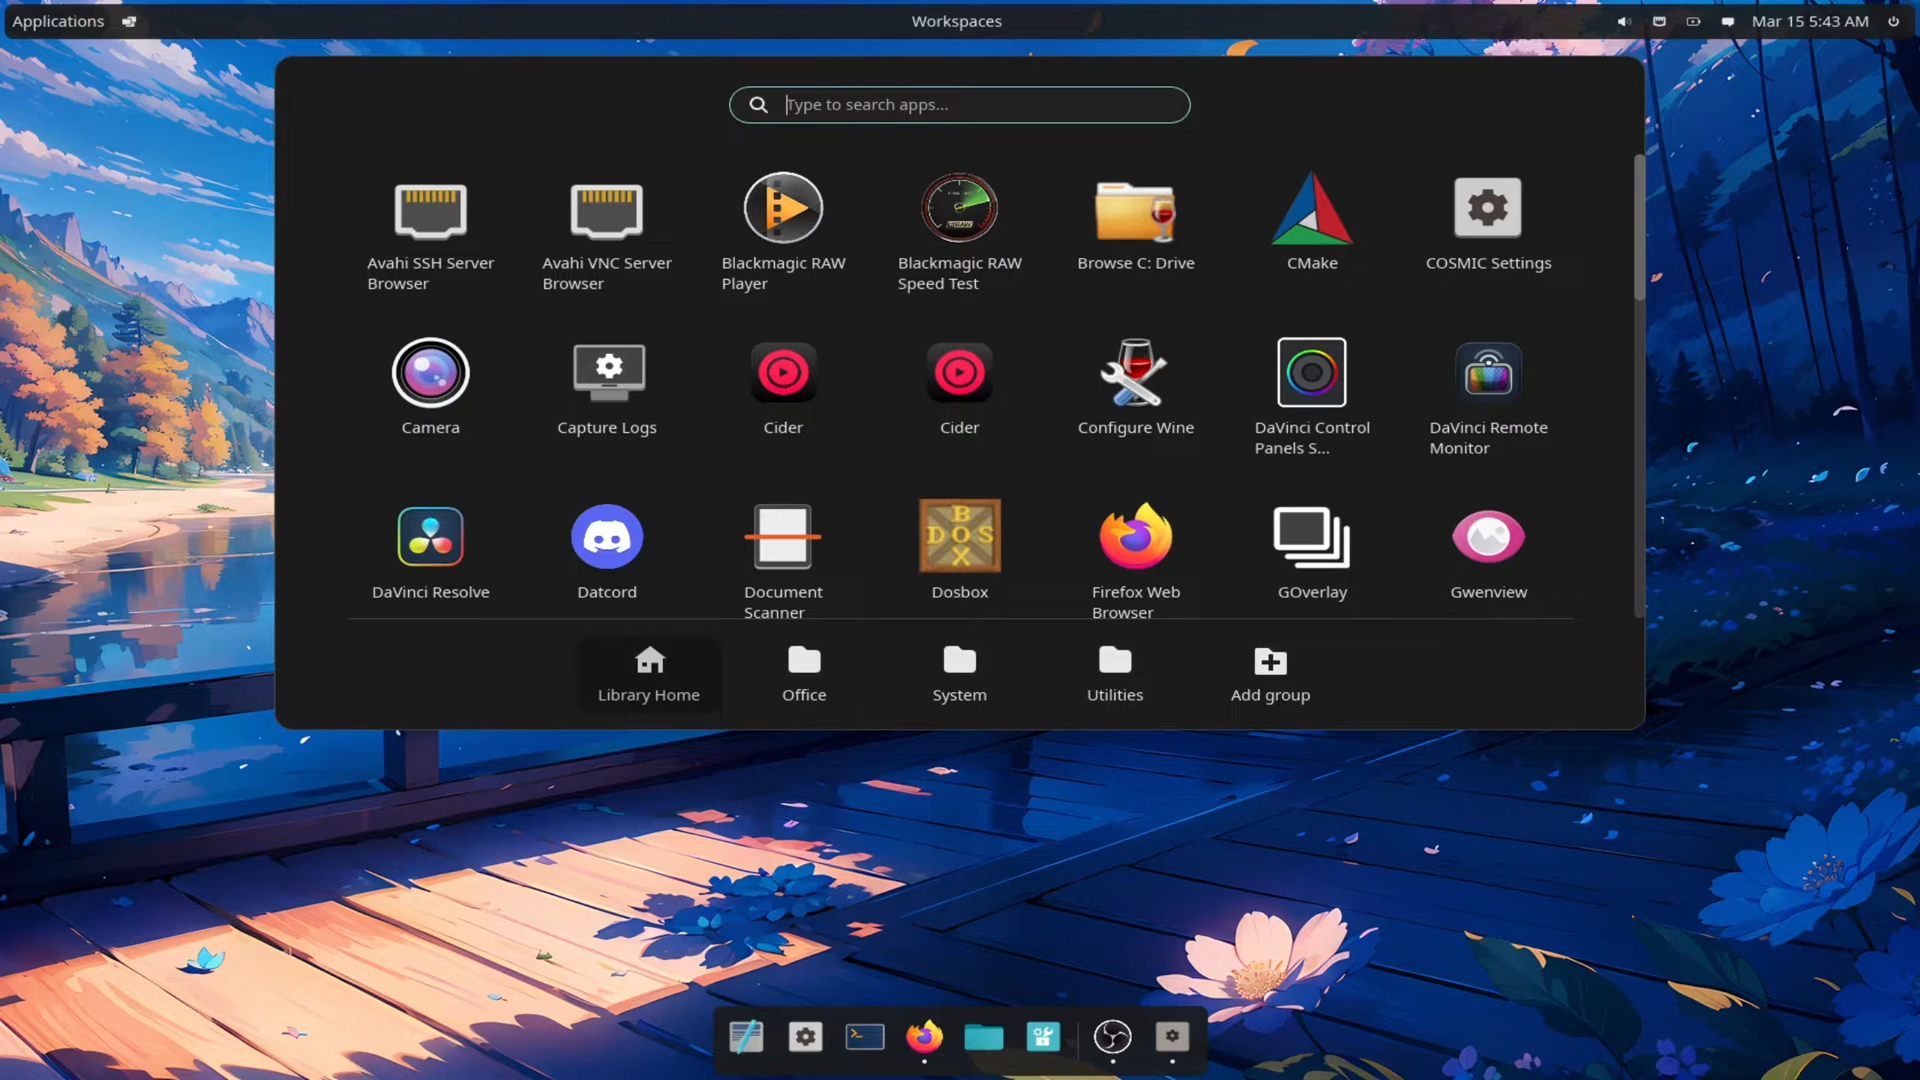 Applications
Workspaces
Mar 15 5:43 AM
Type to search apps...
Avahi SSH Server
Browser
Avahi VNC Server
Browser
Blackmagic RAW
Player
Blackmagic RAW
Speed Test
Browse C: Drive
CMake
COSMIC Settings
Camera
Capture Logs
Cider
Cider
Configure Wine
DaVinci Control
Panels S...
DaVinci Remote
Monitor
B
DOS
X
DaVinci Resolve
Datcord
Document
Scanner
Dosbox
Firefox Web
Browser
GOverlay
Gwenview
Library Home
Office
System
Utilities
Add group